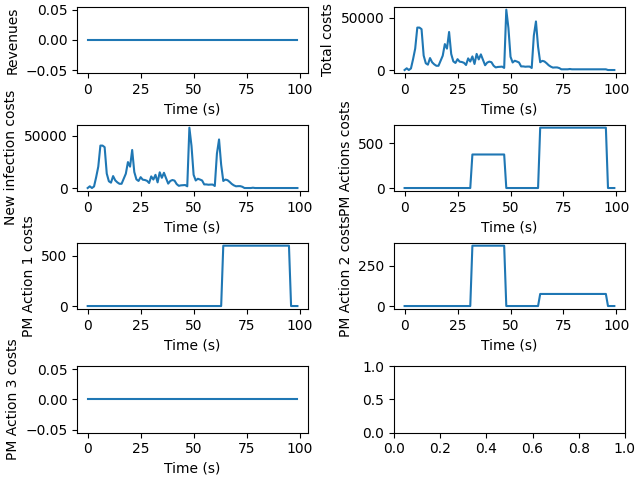 Revenues
0.05
0.00
−0.05
0 25 50 75 100
Time (s)
Total costs
50000
0
0 25 50 75 100
Time (s)
New infection costs
50000
0
0 25 50 75 100
Time (s)
PM Actions costs
500
0
0 25 50 75 100
Time (s)
PM Action 1 costs
500
0
0 25 50 75 100
Time (s)
PM Action 2 costs
250
0
0 25 50 75 100
Time (s)
PM Action 3 costs
0.05
0.00
−0.05
0 25 50 75 100
Time (s)
1.0
0.5
0.0
0.0 0.2 0.4 0.6 0.8 1.0